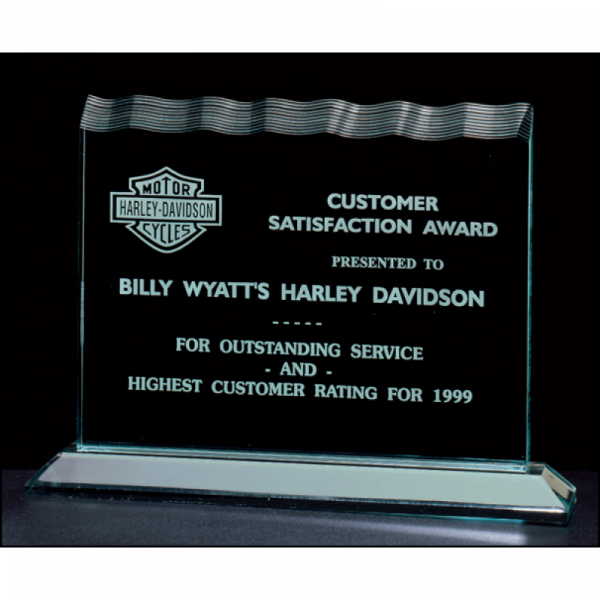 MOTOR
HARLEY-DAVIDSON
CYCLES
CUSTOMER
SATISFACTION AWARD
PRESENTED TO
BILLY WYATT'S HARLEY DAVIDSON
-----
FOR OUTSTANDING SERVICE
- AND -
HIGHEST CUSTOMER RATING FOR 1999